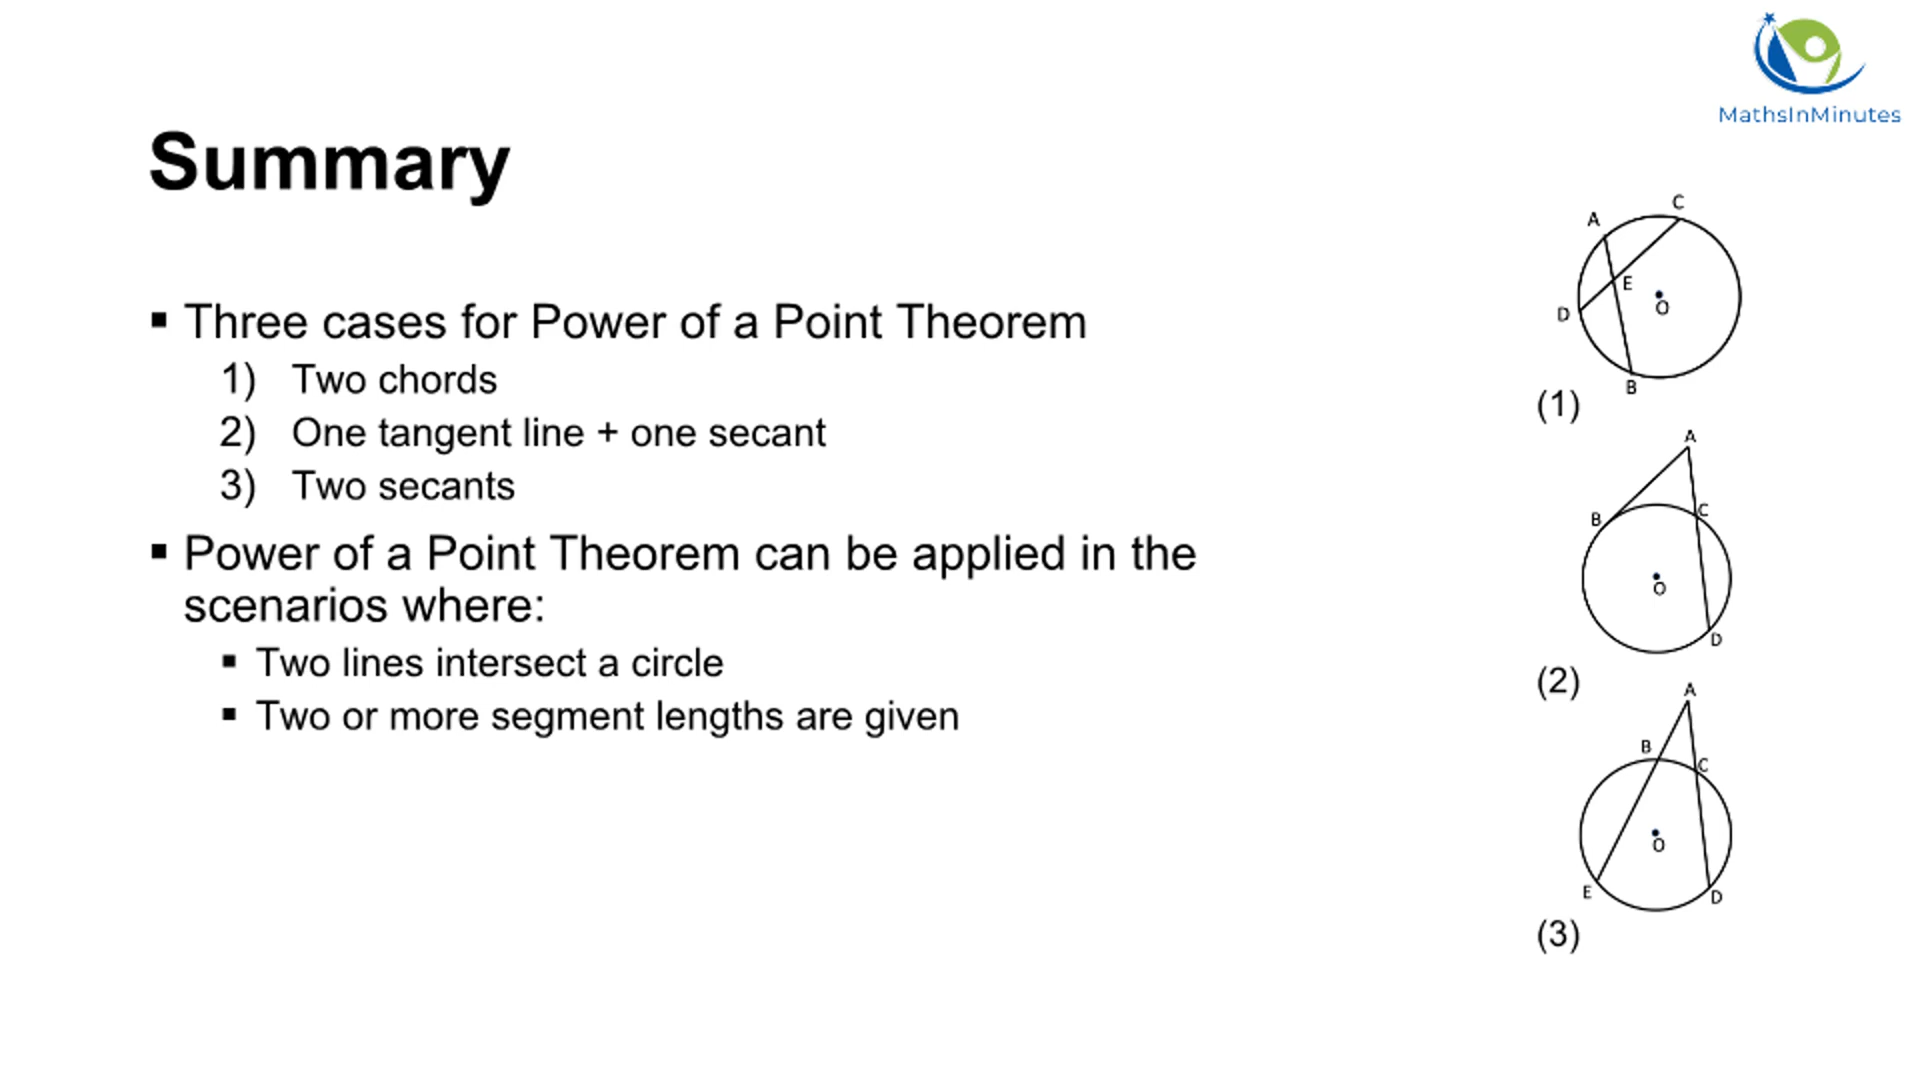 MathsInMinutes
Summary
▪ Three cases for Power of a Point Theorem
1) Two chords
2) One tangent line + one secant
3) Two secants
▪ Power of a Point Theorem can be applied in the
scenarios where:
▪ Two lines intersect a circle
▪ Two or more segment lengths are given
C
A
E
O
D
B
(1)
A
B
C
O
D
(2)
A
B
C
O
E
D
(3)